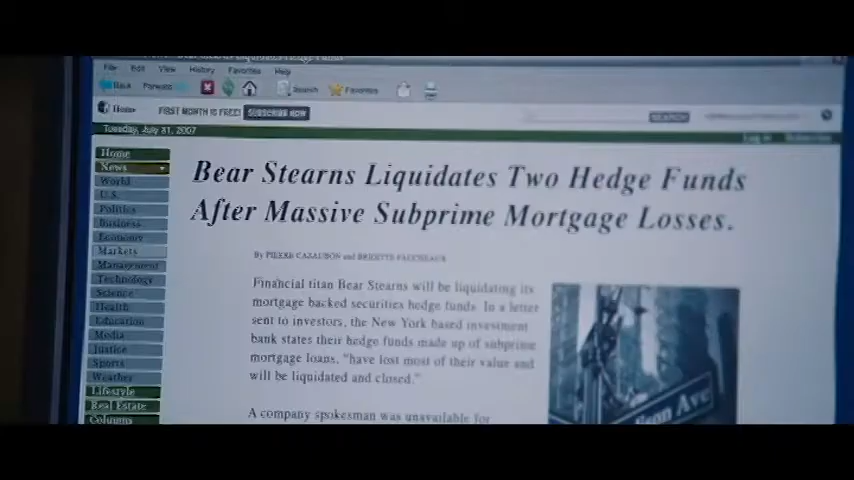 File Edit View History Favorites Help
Back Forward Search Favorites
Home FIRST MONTH IS FREE! SUBSCRIBE NOW SEARCH
Tuesday, July 31, 2007 Log In
Home
News
World
U.S.
Politics
Business
Economy
Markets
Management
Technology
Science
Health
Education
Media
Justice
Sports
Weather
Lifestyle
Real Estate
Columns
Bear Stearns Liquidates Two Hedge Funds
After Massive Subprime Mortgage Losses.
By PIERRE CAZAUBON and BRIGITTE
Financial titan Bear Stearns will be liquidating its
mortgage backed securities hedge funds. In a letter
sent to investors, the New York based investment
bank states their hedge funds made up of subprime
mortgage loans, "have lost most of their value and
will be liquidated and closed."
A company spokesman was unavailable for
Ave